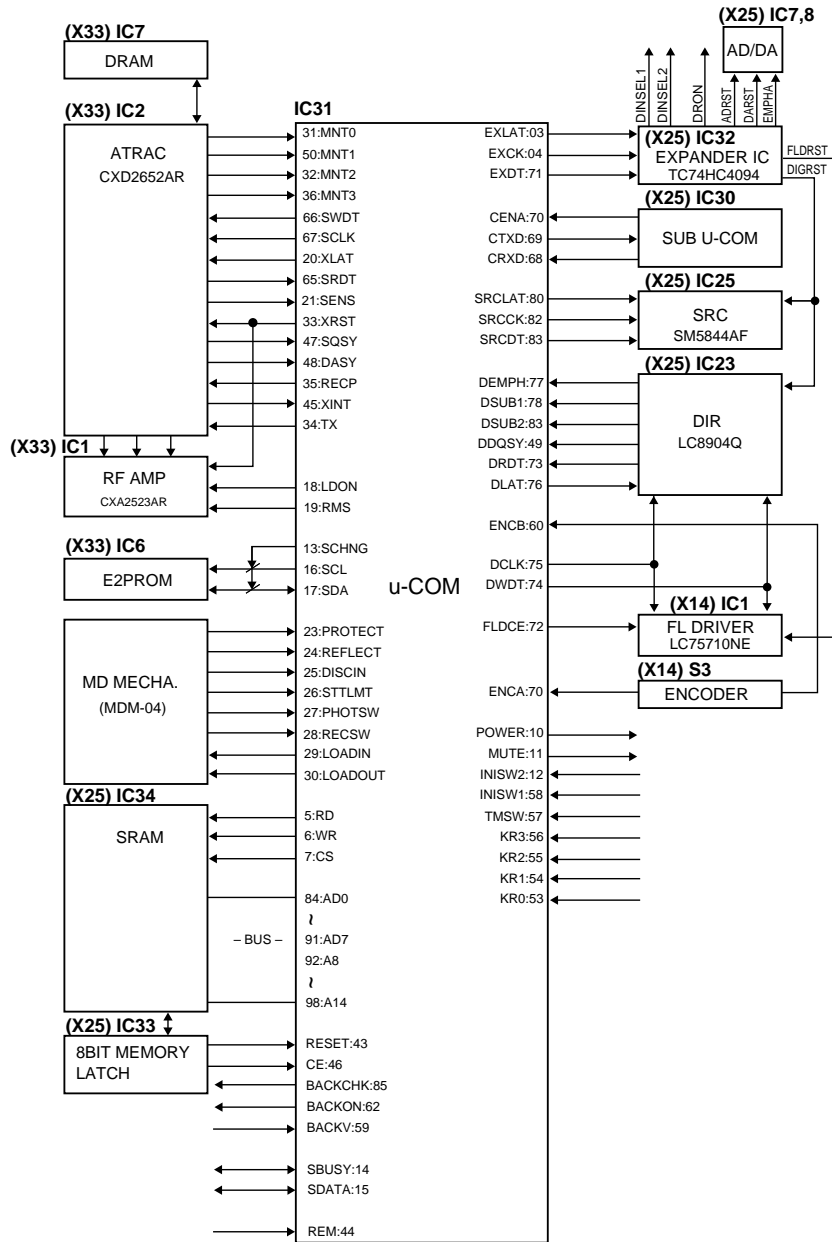 (X33) IC7
DRAM
(X33) IC2
ATRAC
CXD2652AR
(X33) IC1
RF AMP
CXA2523AR
(X33) IC6
E2PROM
MD MECHA.
(MDM-04)
(X25) IC34
SRAM
– BUS –
(X25) IC33
8BIT MEMORY
LATCH
IC31
u-COM
31:MNT0
50:MNT1
32:MNT2
36:MNT3
66:SWDT
67:SCLK
20:XLAT
65:SRDT
21:SENS
33:XRST
47:SQSY
48:DASY
35:RECP
45:XINT
34:TX
18:LDON
19:RMS
13:SCHNG
16:SCL
17:SDA
23:PROTECT
24:REFLECT
25:DISCIN
26:STTLMT
27:PHOTSW
28:RECSW
29:LOADIN
30:LOADOUT
5:RD
6:WR
7:CS
84:AD0
~
91:AD7
92:A8
~
98:A14
RESET:43
CE:46
BACKCHK:85
BACKON:62
BACKV:59
SBUSY:14
SDATA:15
REM:44
EXLAT:03
EXCK:04
EXDT:71
CENA:70
CTXD:69
CRXD:68
SRCLAT:80
SRCCK:82
SRCDT:83
DEMPH:77
DSUB1:78
DSUB2:83
DDQSY:49
DRDT:73
DLAT:76
ENCB:60
DCLK:75
DWDT:74
FLDCE:72
ENCA:70
POWER:10
MUTE:11
INISW2:12
INISW1:58
TMSW:57
KR3:56
KR2:55
KR1:54
KR0:53
(X25) IC7,8
AD/DA
DINSEL1
DINSEL2
DRON
ADRST
DARST
EMPHA
(X25) IC32
EXPANDER IC
TC74HC4094
FLDRST
DIGRST
(X25) IC30
SUB U-COM
(X25) IC25
SRC
SM5844AF
(X25) IC23
DIR
LC8904Q
(X14) IC1
FL DRIVER
LC75710NE
(X14) S3
ENCODER